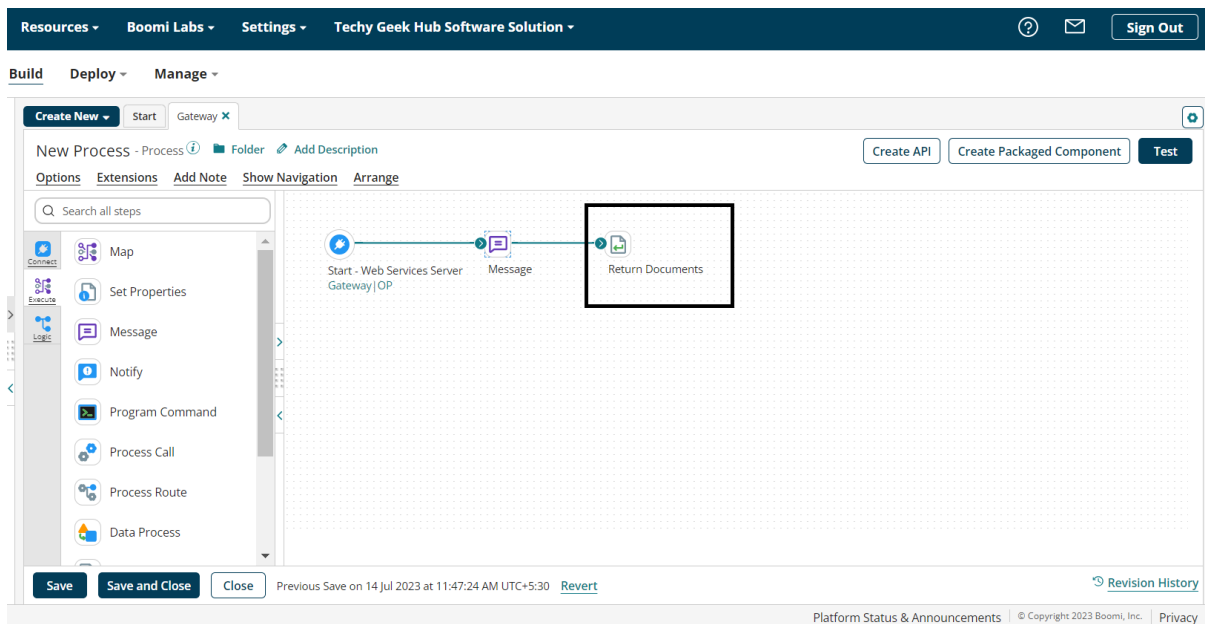 Resources Boomi Labs Settings Techy Geek Hub Software Solution Sign Out
Build Deploy Manage
Create New Start Gateway
New Process - Process Folder Add Description Create API Create Packaged Component Test
Options Extensions Add Note Show Navigation Arrange
Search all steps
Connect
Execute
Logic
Map
Set Properties
Message
Notify
Program Command
Process Call
Process Route
Data Process
Start - Web Services Server
Gateway|OP
Message
Return Documents
Save Save and Close Close Previous Save on 14 Jul 2023 at 11:47:24 AM UTC+5:30 Revert Revision History
Platform Status & Announcements © Copyright 2023 Boomi, Inc. Privacy